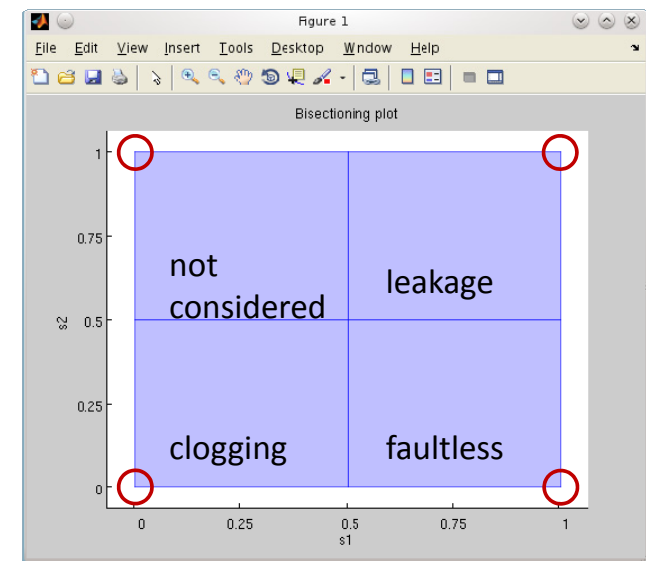 Figure 1
File Edit View Insert Tools Desktop Wndow Help
Bisectioning plot
1
0.75
0.5
0.25
0
s2
not
considered
leakage
clogging
faultless
0 0.25 0.5 0.75 1
s1